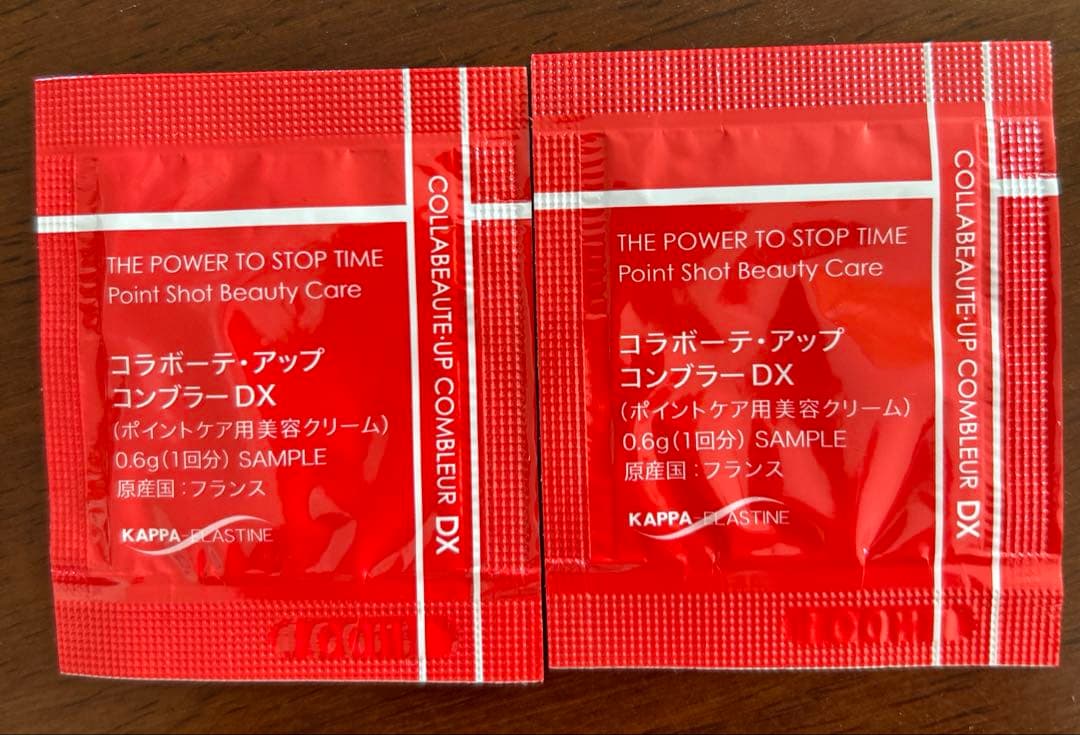 THE POWER TO STOP TIME
Point Shot Beauty Care
コラボーテ・アップ
コンブラー DX
(ポイントケア用美容クリーム)
0.6g(1回分) SAMPLE
原産国:フランス
KAPPA-ELASTINE
COLLABEAUTE·UP COMBLEUR DX
THE POWER TO STOP TIME
Point Shot Beauty Care
コラボーテ・アップ
コンブラー DX
(ポイントケア用美容クリーム)
0.6g(1回分) SAMPLE
原産国:フランス
KAPPA-ELASTINE
COLLABEAUTE·UP COMBLEUR DX